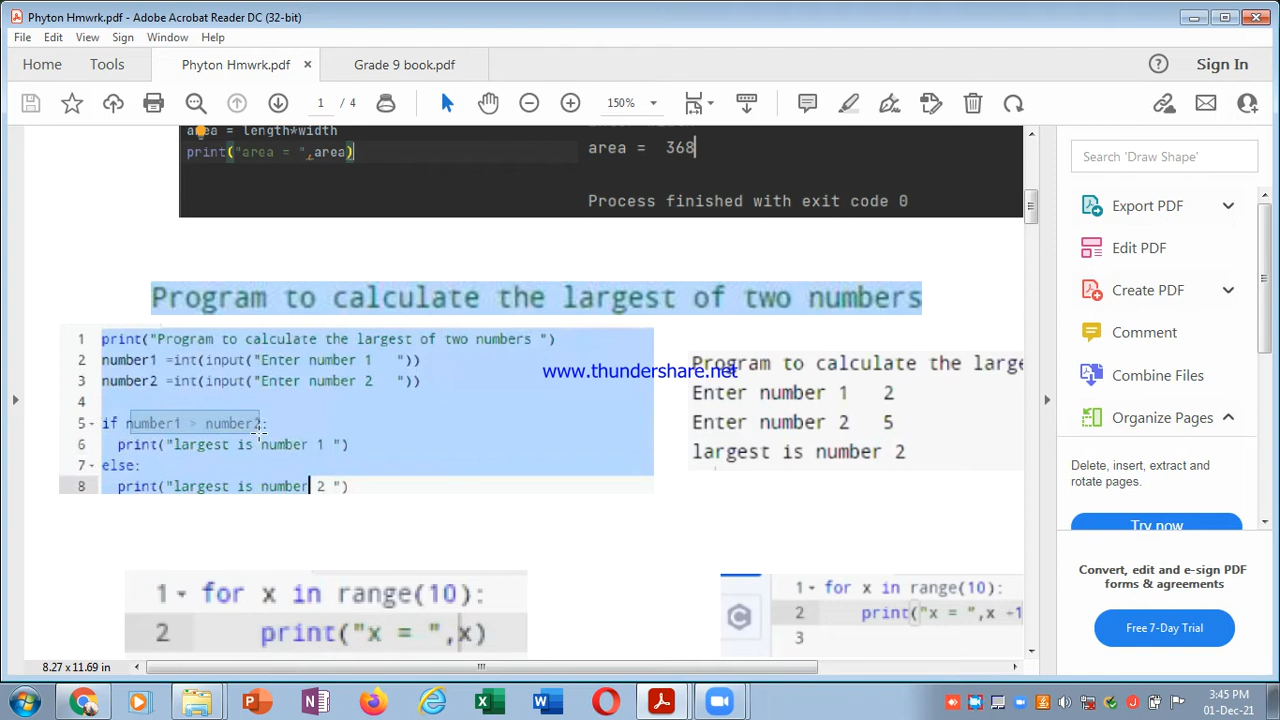 Phyton Hmwrk.pdf - Adobe Acrobat Reader DC (32-bit)
File Edit View Sign Window Help
Home Tools Phyton Hmwrk.pdf × Grade 9 book.pdf Sign In
1 / 4 150%
Search 'Draw Shape'
area = length*width
print("area = ",area)
area = 368
Process finished with exit code 0
Export PDF
Edit PDF
Create PDF
Comment
Combine Files
Organize Pages
Delete, insert, extract and
rotate pages.
Try now
Convert, edit and e-sign PDF
forms & agreements
Free 7-Day Trial
Program to calculate the largest of two numbers
1 print("Program to calculate the largest of two numbers ")
2 number1 =int(input("Enter number 1   "))
3 number2 =int(input("Enter number 2   "))
4
5 if number1 > number2:
6 print("largest is number 1 ")
7 else:
8 print("largest is number 2 ")
www.thundershare.net
Program to calculate the large
Enter number 1   2
Enter number 2   5
largest is number 2
1 for x in range(10):
2 print("x = ",x)
1 for x in range(10):
2 print("x = ",x +1
3
8.27 x 11.69 in
3:45 PM
01-Dec-21